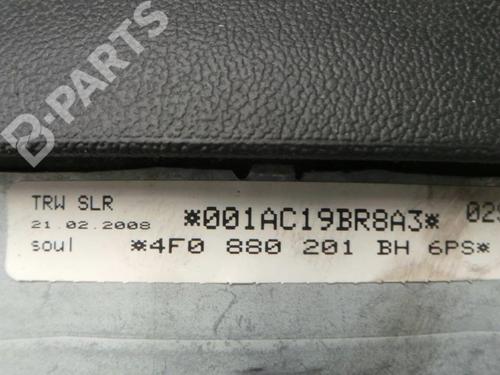 B-PARTS
TRW SLR
21.02.2008
*001AC19BR8A3*
soul
*4F0 880 201 BH 6PS*